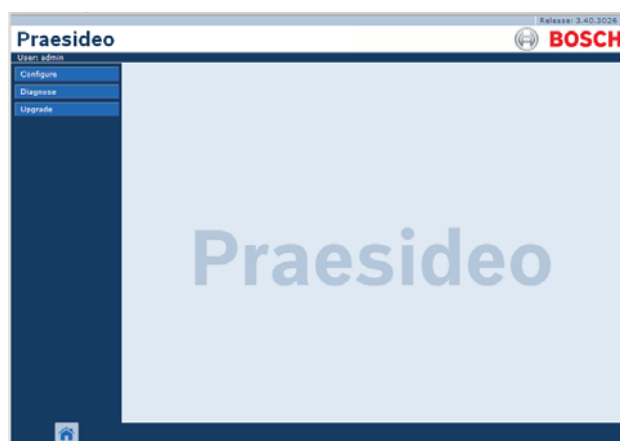 Release: 3.40.3026
Praesideo
BOSCH
User: admin
Configure
Diagnose
Upgrade
Praesideo